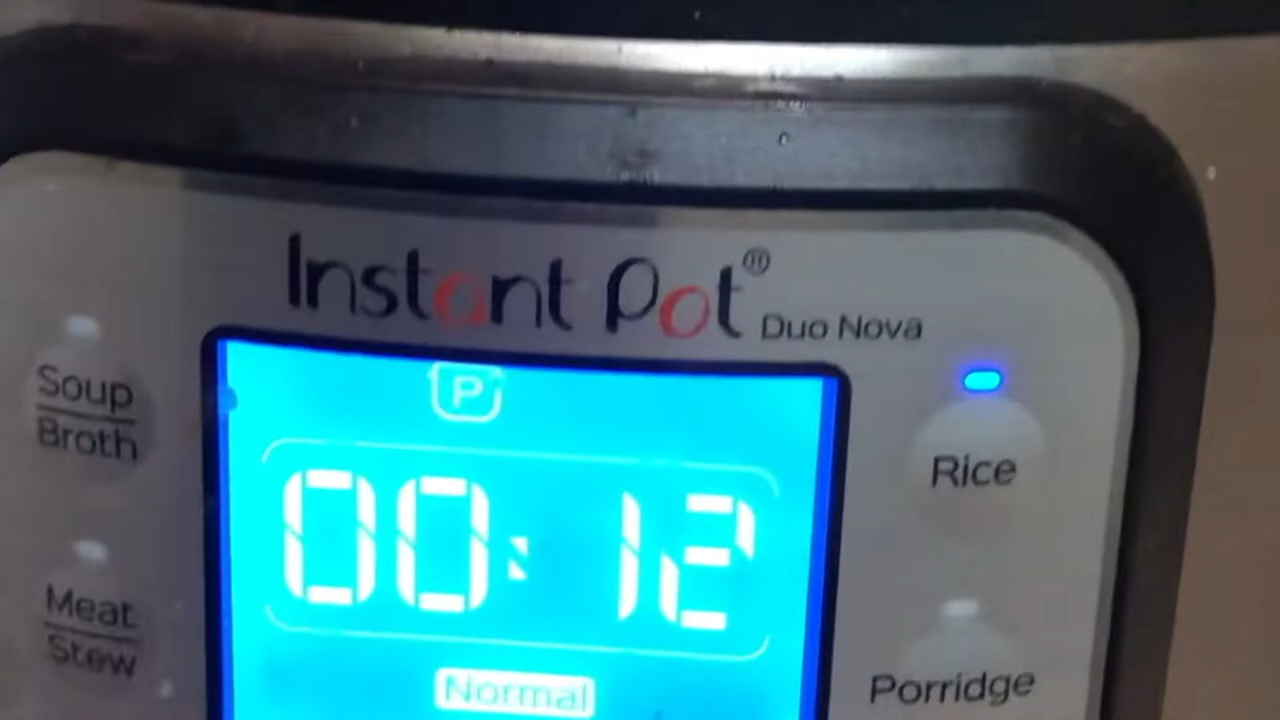 Instant Pot®
Duo Nova
Soup
Broth
P
Rice
00:12
Meat
Stew
Normal
Porridge